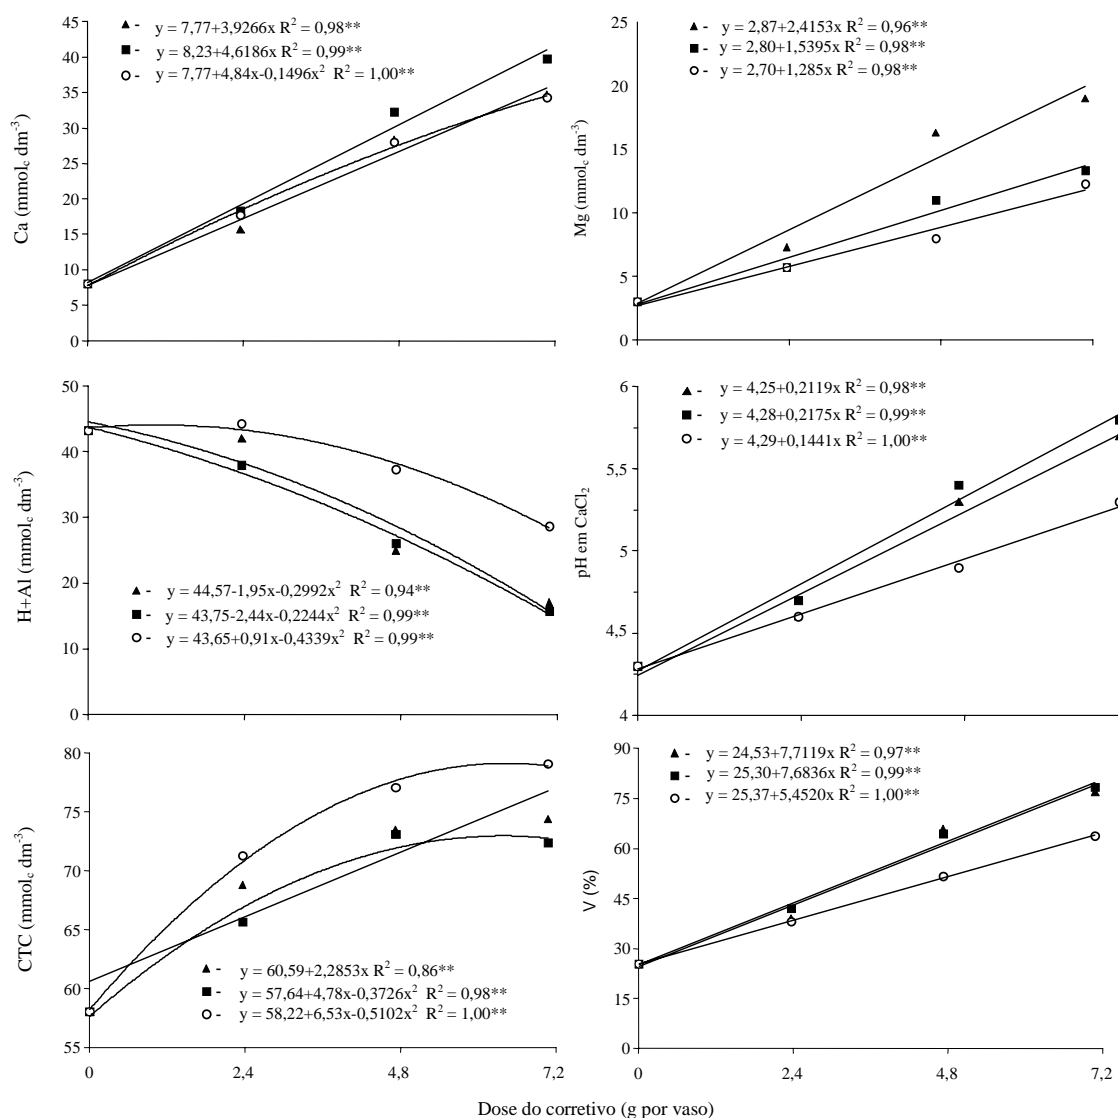 Ca (mmolc dm-3)
45
40
35
30
25
20
15
10
5
0
▲ - y = 7,77+3,9266x R2 = 0,98**
■ - y = 8,23+4,6186x R2 = 0,99**
○ - y = 7,77+4,84x-0,1496x2 R2 = 1,00**
Mg (mmolc dm-3)
25
20
15
10
5
0
▲ - y = 2,87+2,4153x R2 = 0,96**
■ - y = 2,80+1,5395x R2 = 0,98**
○ - y = 2,70+1,285x R2 = 0,98**
H+Al (mmolc dm-3)
50
40
30
20
10
0
▲ - y = 44,57-1,95x-0,2992x2 R2 = 0,94**
■ - y = 43,75-2,44x-0,2244x2 R2 = 0,99**
○ - y = 43,65+0,91x-0,4339x2 R2 = 0,99**
pH em CaCl2
6
5,5
5
4,5
4
▲ - y = 4,25+0,2119x R2 = 0,98**
■ - y = 4,28+0,2175x R2 = 0,99**
○ - y = 4,29+0,1441x R2 = 1,00**
CTC (mmolc dm-3)
80
75
70
65
60
55
▲ - y = 60,59+2,2853x R2 = 0,86**
■ - y = 57,64+4,78x-0,3726x2 R2 = 0,98**
○ - y = 58,22+6,53x-0,5102x2 R2 = 1,00**
0 2,4 4,8 7,2
V (%)
90
75
60
45
30
15
0
▲ - y = 24,53+7,7119x R2 = 0,97**
■ - y = 25,30+7,6836x R2 = 0,99**
○ - y = 25,37+5,4520x R2 = 1,00**
0 2,4 4,8 7,2
Dose do corretivo (g por vaso)